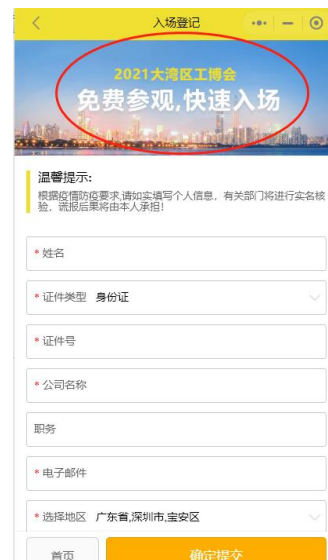 入场登记
2021大湾区工博会
免费参观,快速入场
温馨提示:
根据疫情防疫要求,请如实填写个人信息，有关部门将进行实名核
验，谎报后果将由本人承担!
* 姓名
* 证件类型 身份证
* 证件号
* 公司名称
职务
* 电子邮件
* 选择地区 广东省,深圳市,宝安区
首页 确定提交